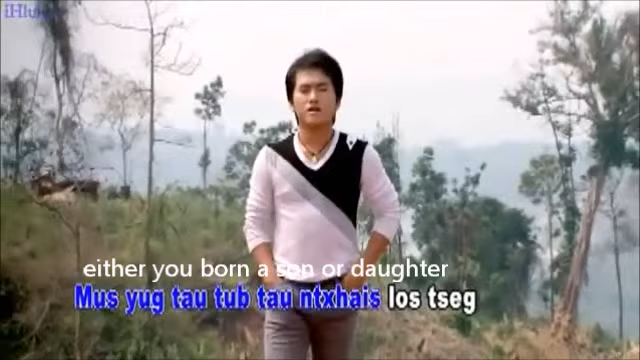 either you born a son or daughter
Mus yug tau tub tau ntxhais los tseg